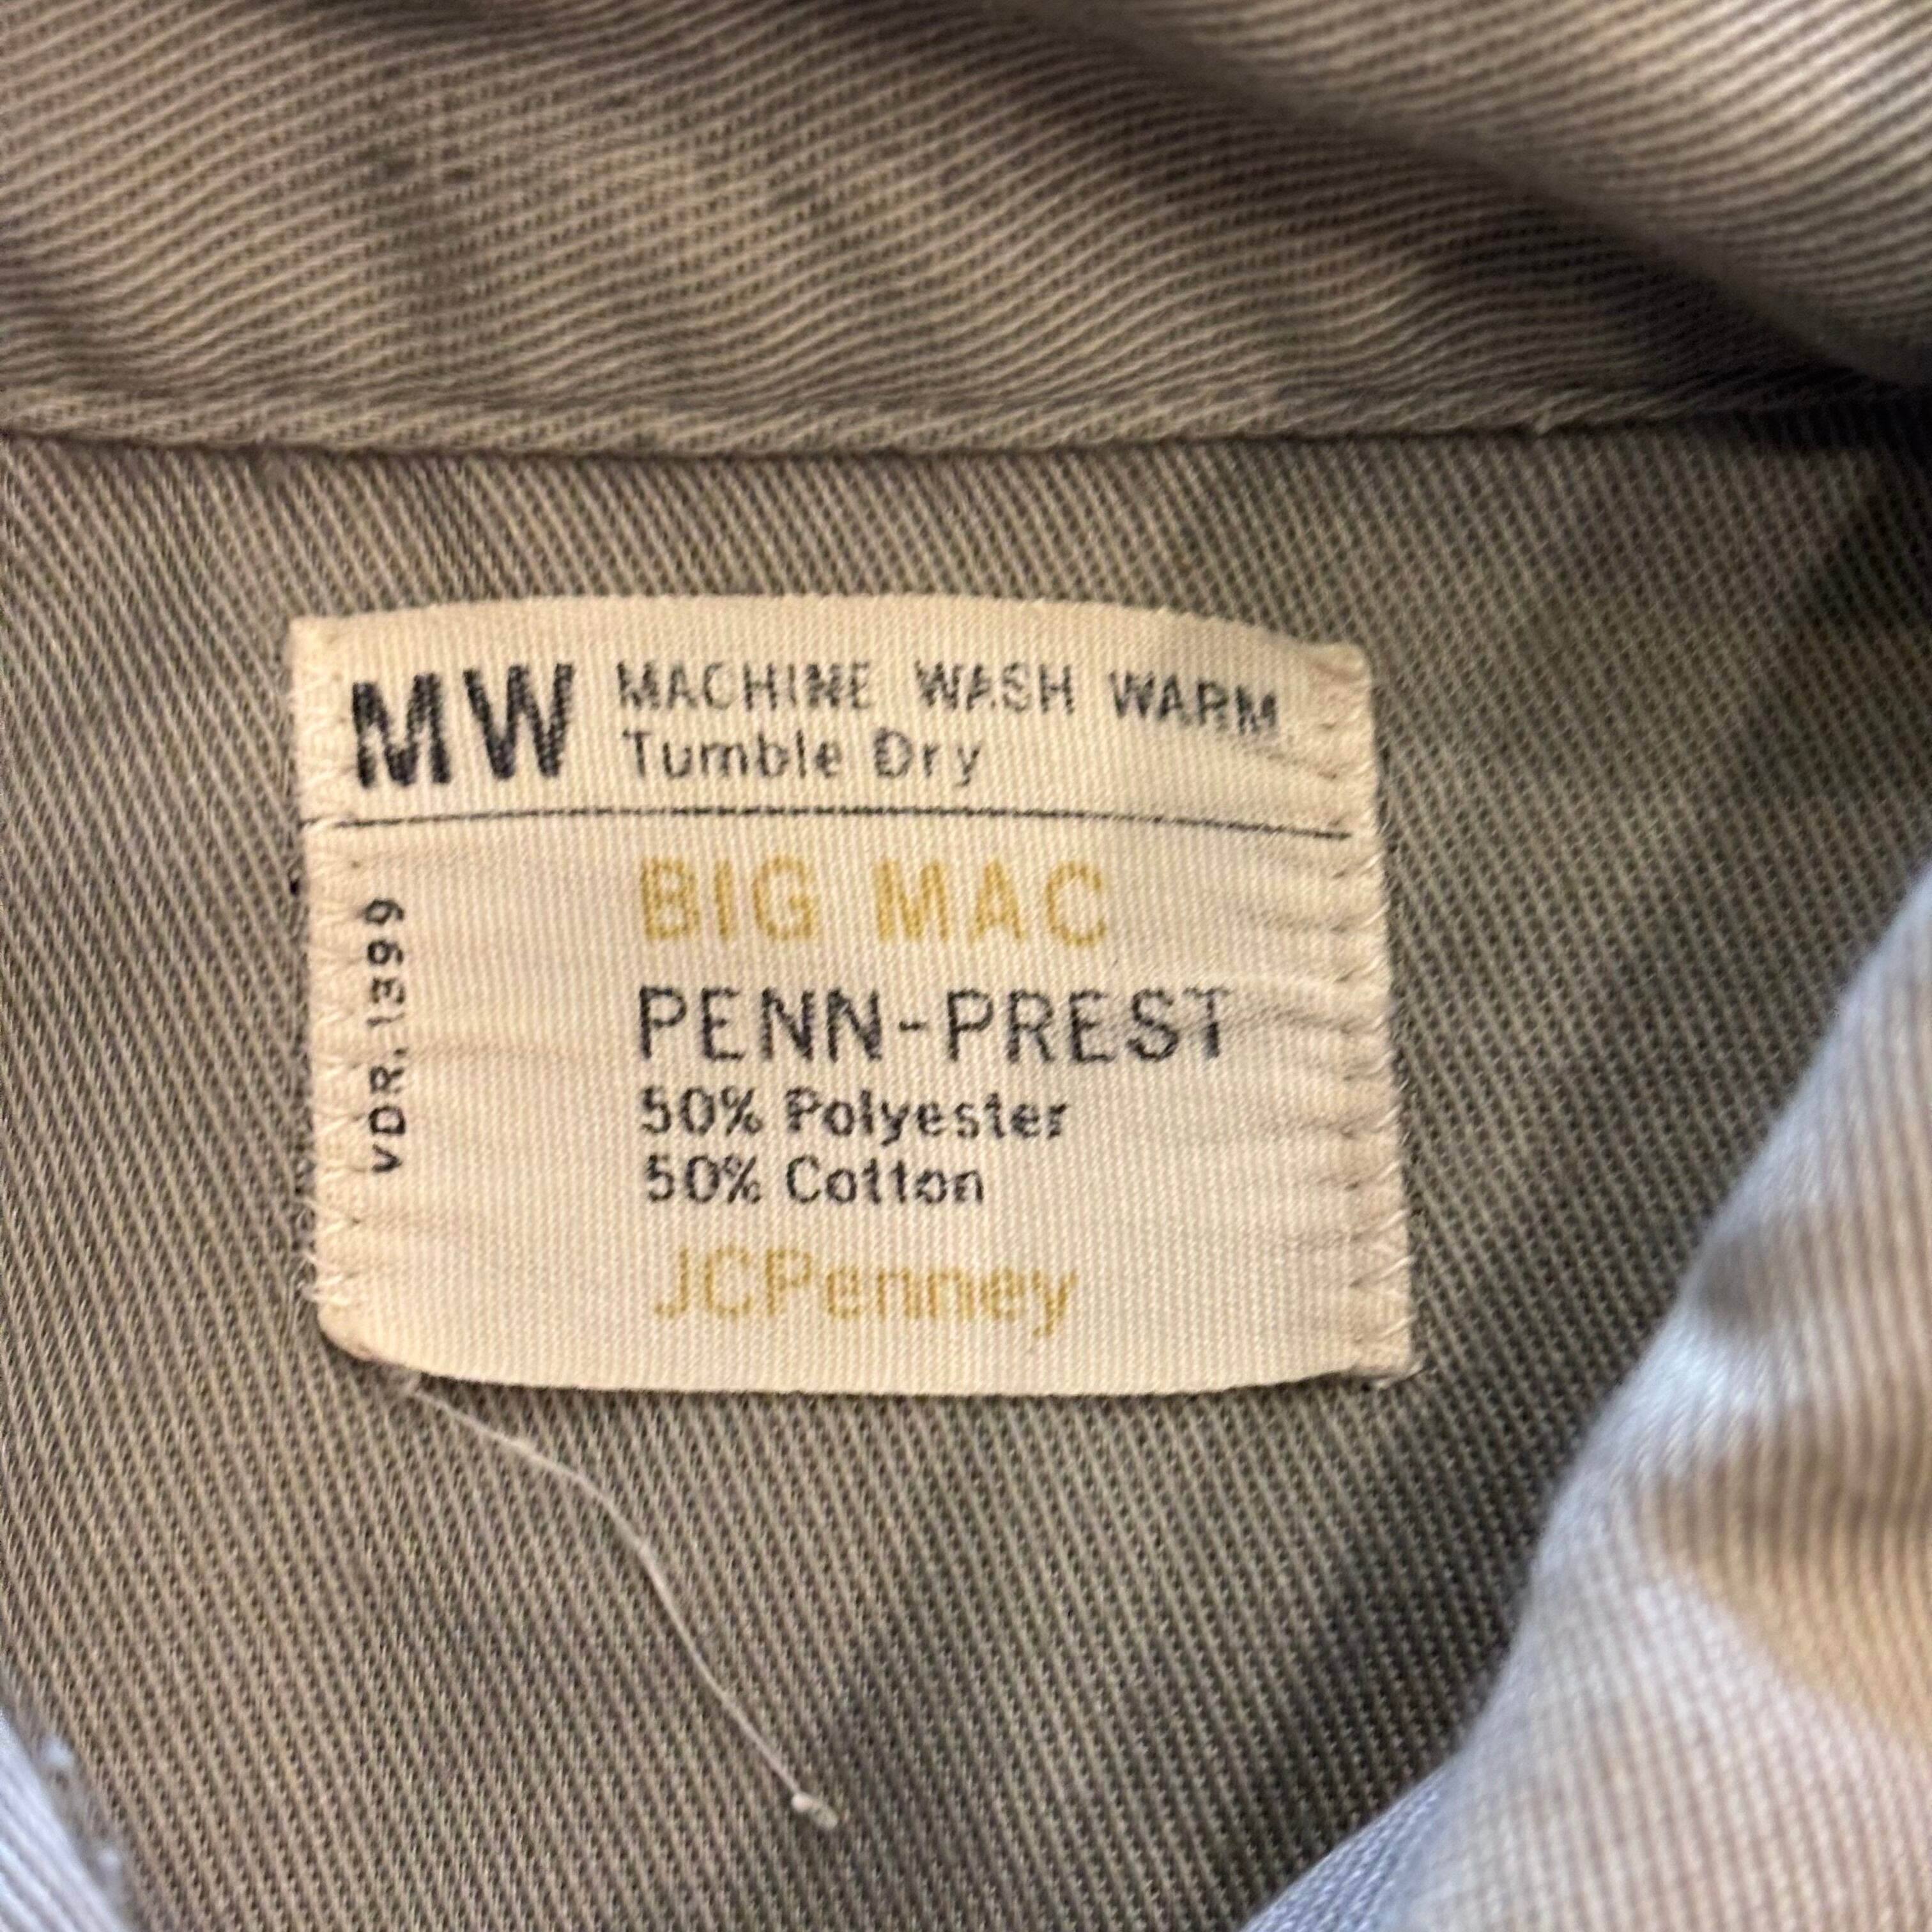 MW MACHINE WASH WARM
Tumble Dry
VDR. 1399
BIG MAC
PENN-PREST
50% Polyester
50% Cotton
JCPenney